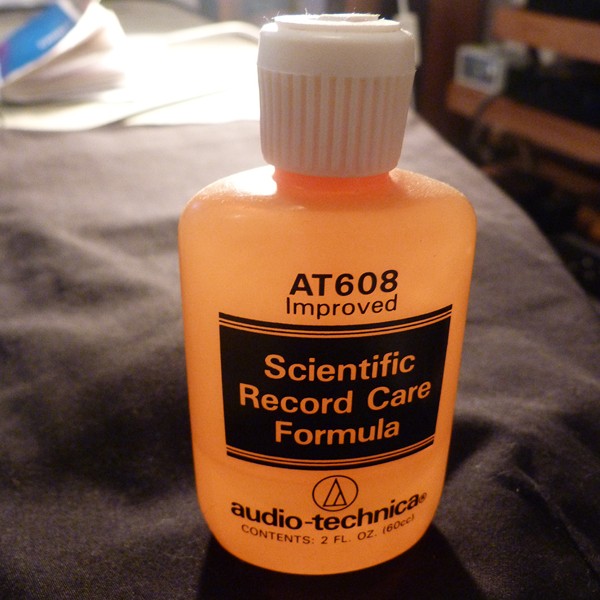 AT608
Improved
Scientific
Record Care
Formula
audio-technica®
CONTENTS: 2 FL. OZ. (60cc)